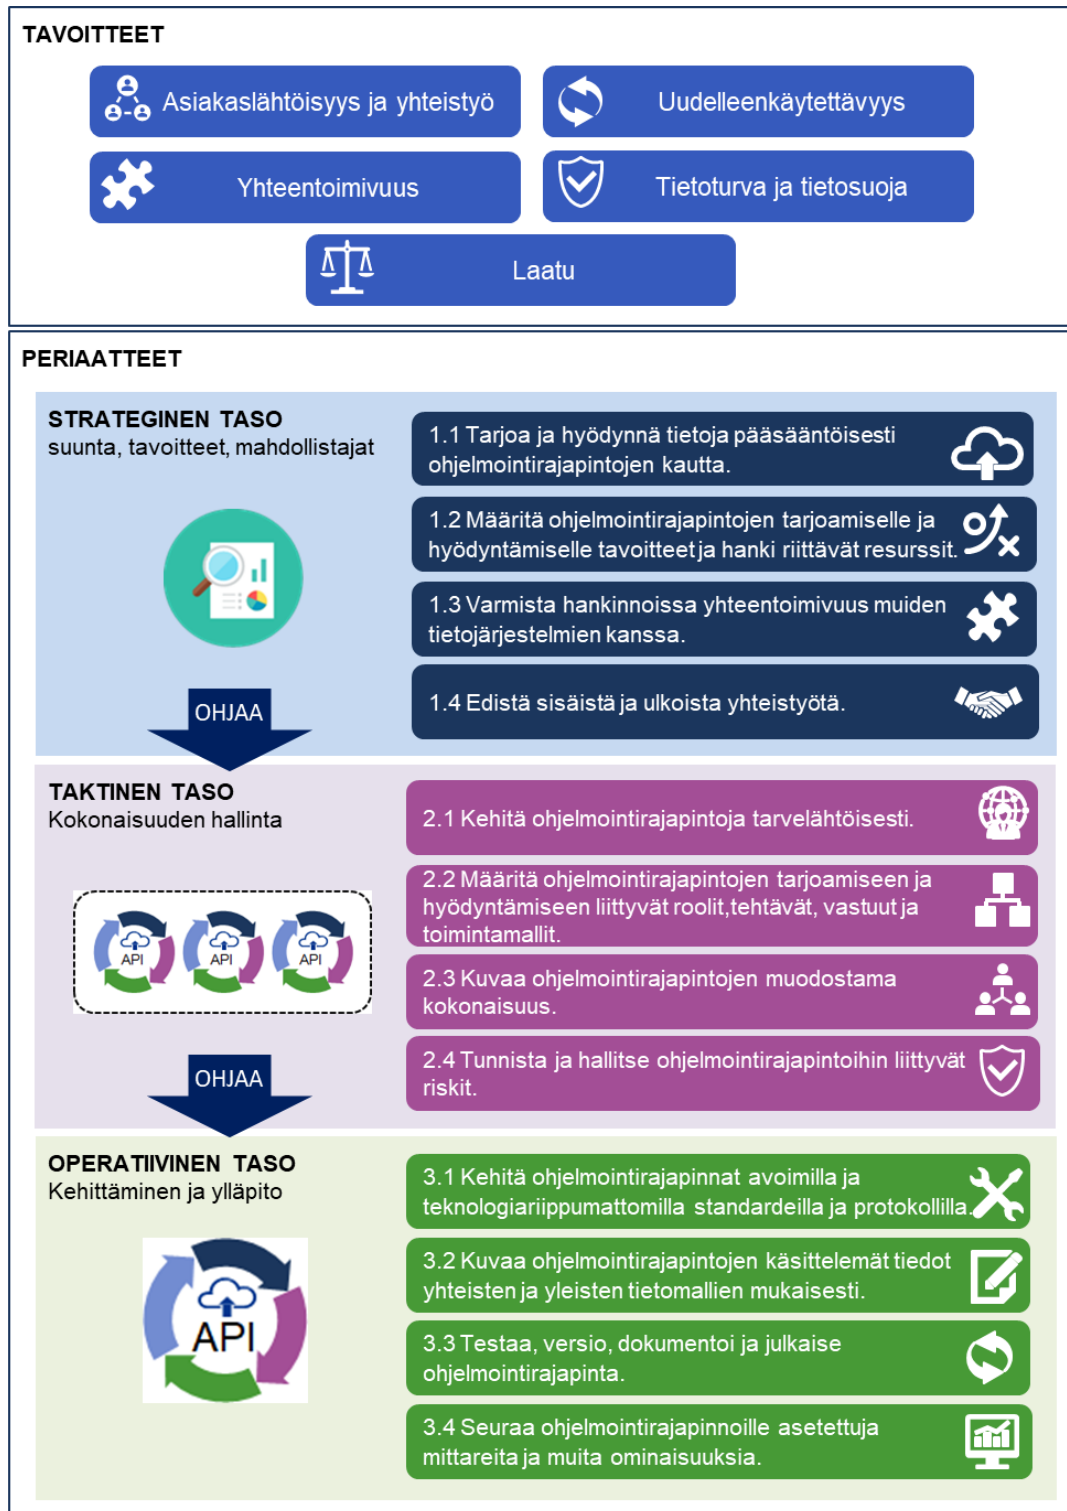 TAVOITTEET
Asiakaslähtöisyys ja yhteistyö
Uudelleenkäytettävyys
Yhteentoimivuus
Tietoturva ja tietosuoja
Laatu
PERIAATTEET
STRATEGINEN TASO
suunta, tavoitteet, mahdollistajat
1.1 Tarjoa ja hyödynnä tietoja pääsääntöisesti
ohjelmointirajapintojen kautta.
1.2 Määritä ohjelmointirajapintojen tarjoamiselle ja
hyödyntämiselle tavoitteet ja hanki riittävät resurssit.
1.3 Varmista hankinnoissa yhteentoimivuus muiden
tietojärjestelmien kanssa.
1.4 Edistä sisäistä ja ulkoista yhteistyötä.
OHJAA
TAKTINEN TASO
Kokonaisuuden hallinta
2.1 Kehitä ohjelmointirajapintoja tarvelähtöisesti.
2.2 Määritä ohjelmointirajapintojen tarjoamiseen ja
hyödyntämiseen liittyvät roolit,tehtävät, vastuut ja
toimintamallit.
API
API
API
2.3 Kuvaa ohjelmointirajapintojen muodostama
kokonaisuus.
2.4 Tunnista ja hallitse ohjelmointirajapintoihin liittyvät
riskit.
OHJAA
OPERATIIVINEN TASO
Kehittäminen ja ylläpito
3.1 Kehitä ohjelmointirajapinnat avoimilla ja
teknologiariippumattomilla standardeilla ja protokollilla.
3.2 Kuvaa ohjelmointirajapintojen käsittelemät tiedot
yhteisten ja yleisten tietomallien mukaisesti.
API
3.3 Testaa, versio, dokumentoi ja julkaise
ohjelmointirajapinta.
3.4 Seuraa ohjelmointirajapinnoille asetettuja
mittareita ja muita ominaisuuksia.